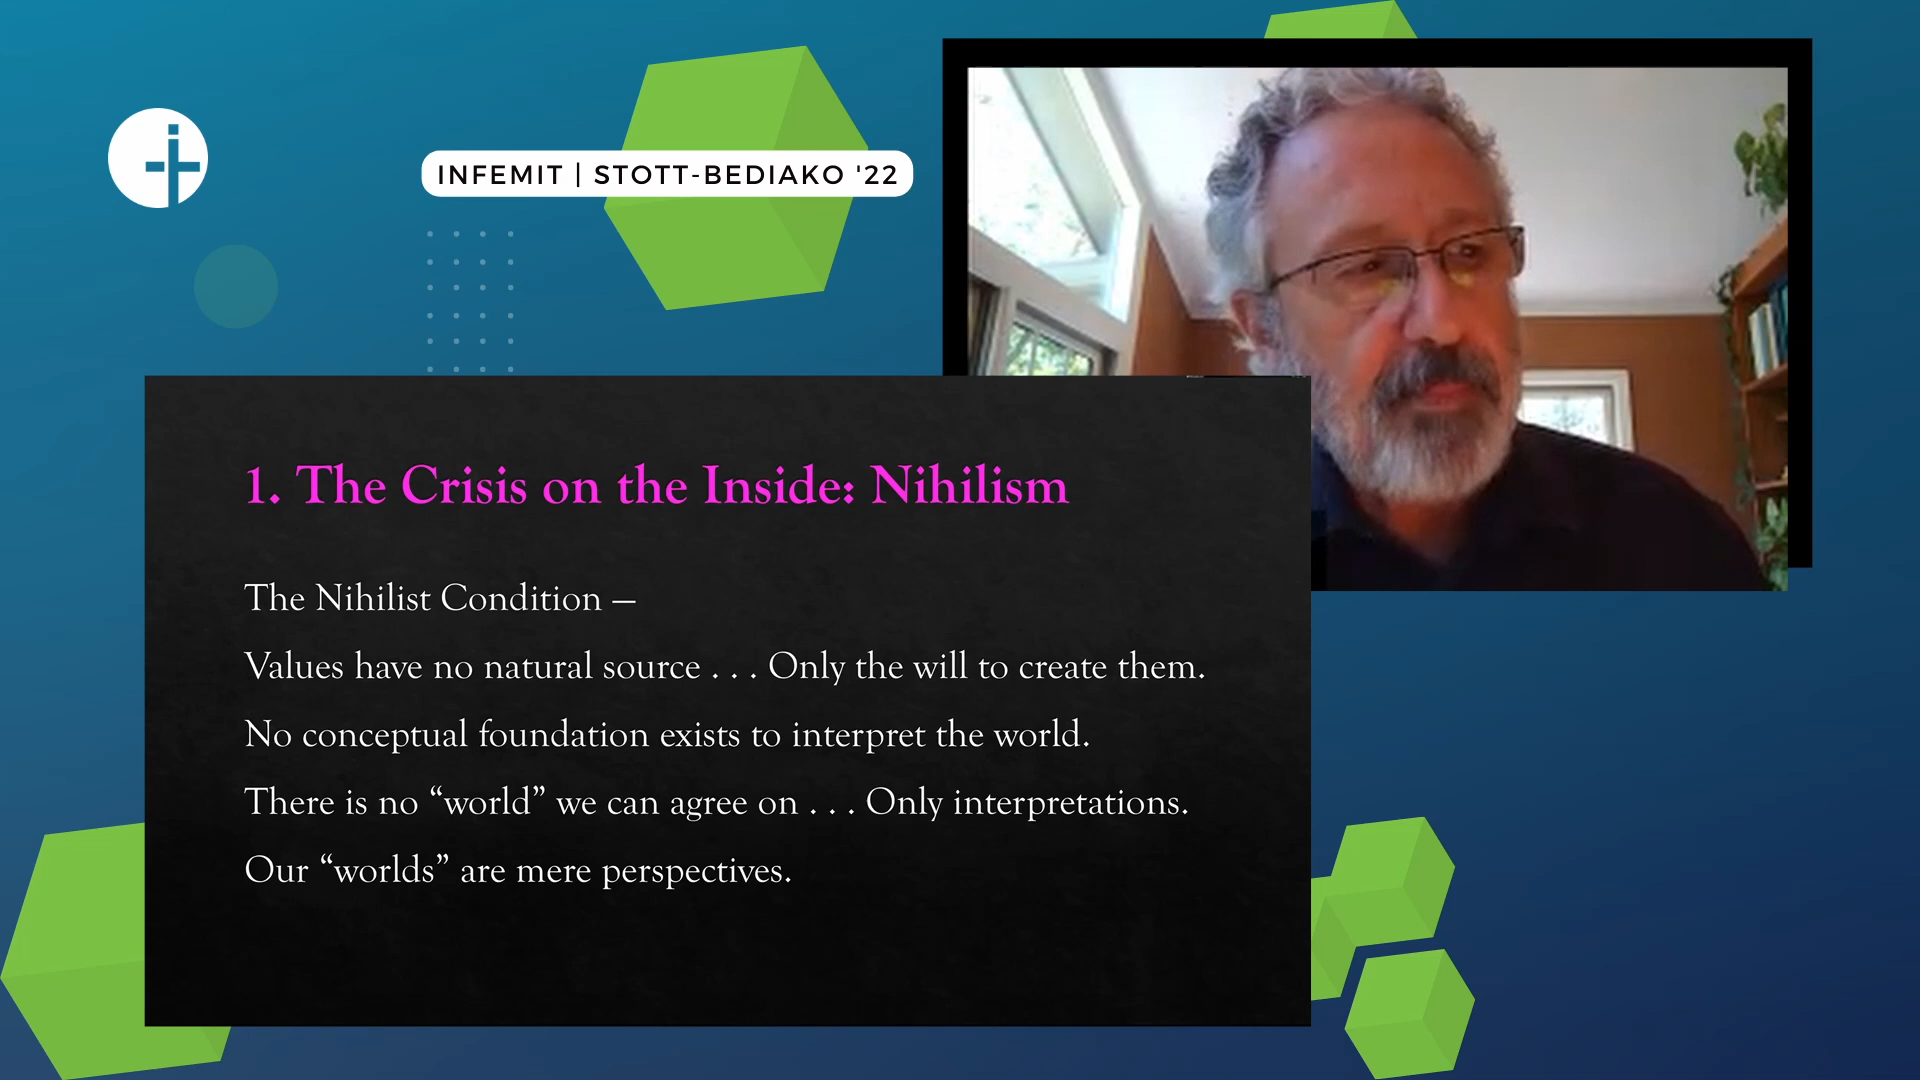 INFEMIT | STOTT-BEDIAKO '22
1. The Crisis on the Inside: Nihilism
The Nihilist Condition –
Values have no natural source . . . Only the will to create them.
No conceptual foundation exists to interpret the world.
There is no “world” we can agree on . . . Only interpretations.
Our “worlds” are mere perspectives.